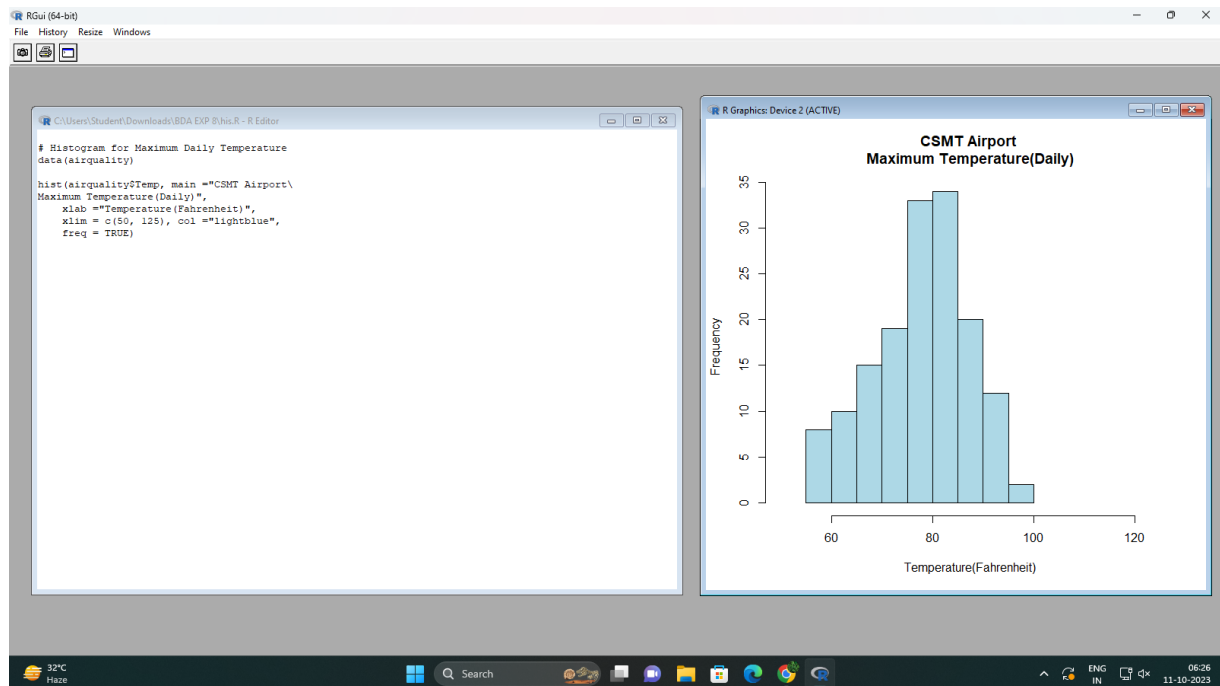 RGui (64-bit)
File History Resize Windows
C:\Users\Student\Downloads\BDA EXP 8\his.R - R Editor
# Histogram for Maximum Daily Temperature
data(airquality)
hist(airquality$Temp, main ="CSMT Airport\
Maximum Temperature(Daily)",
xlab ="Temperature(Fahrenheit)",
xlim = c(50, 125), col ="lightblue",
freq = TRUE)
R Graphics: Device 2 (ACTIVE)
CSMT Airport
Maximum Temperature(Daily)
35
30
25
20
15
10
5
0
Frequency
60 80 100 120
Temperature(Fahrenheit)
32°C
Haze
Search
ENG
IN
06:26
11-10-2023